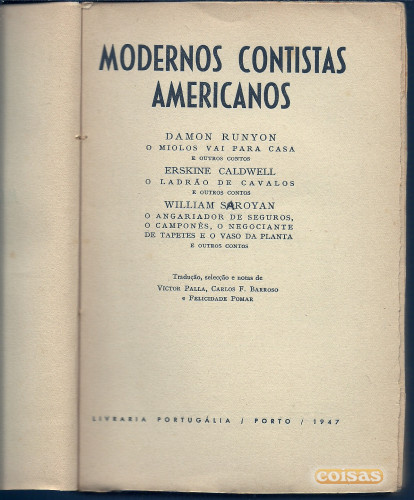 MODERNOS CONTISTAS
AMERICANOS
DAMON RUNYON
O MIOLOS VAI PARA CASA
E OUTROS CONTOS
ERSKINE CALDWELL
O LADRÃO DE CAVALOS
E OUTROS CONTOS
WILLIAM SAROYAN
O ANGARIADOR DE SEGUROS,
O CAMPONÊS, O NEGOCIANTE
DE TAPETES E O VASO DA PLANTA
E OUTROS CONTOS
Tradução, selecção e notas de
VICTOR PALLA, CARLOS F. BARROSO
E FELICIDADE POMAR
LIVRARIA PORTUGÁLIA / PORTO / 1947
coisas